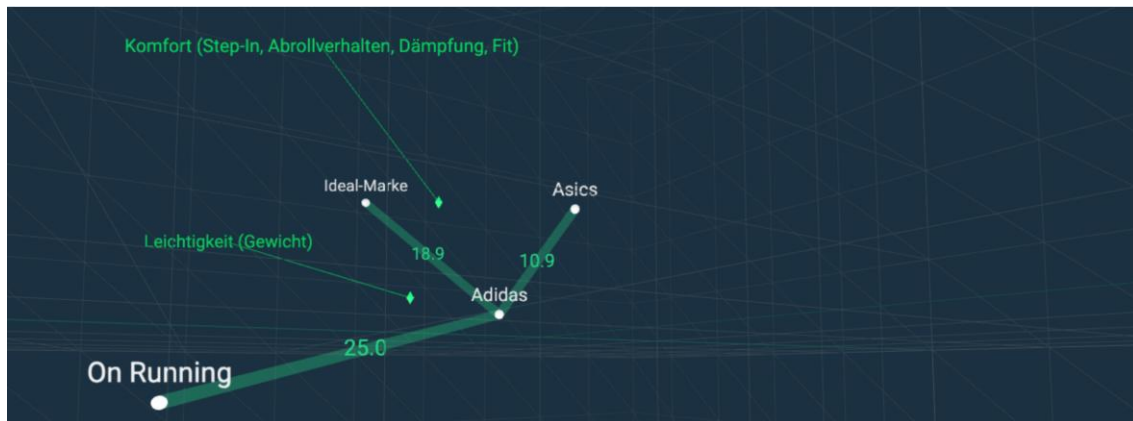 Komfort (Step-In, Abrollverhalten, Dämpfung, Fit)
Ideal-Marke
Asics
Leichtigkeit (Gewicht)
18.9
10.9
Adidas
25.0
On Running